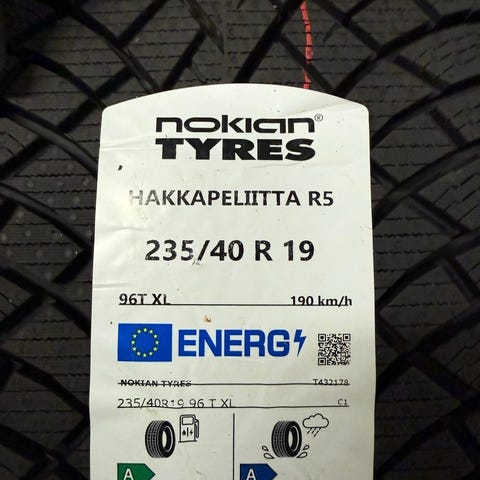 nokian®
TYRES
HAKKAPELIITTA R5
235/40 R 19
96T XL 190 km/h
ENERG
NOKIAN TYRES T432178
235/40R19 96 T XL C1
A A